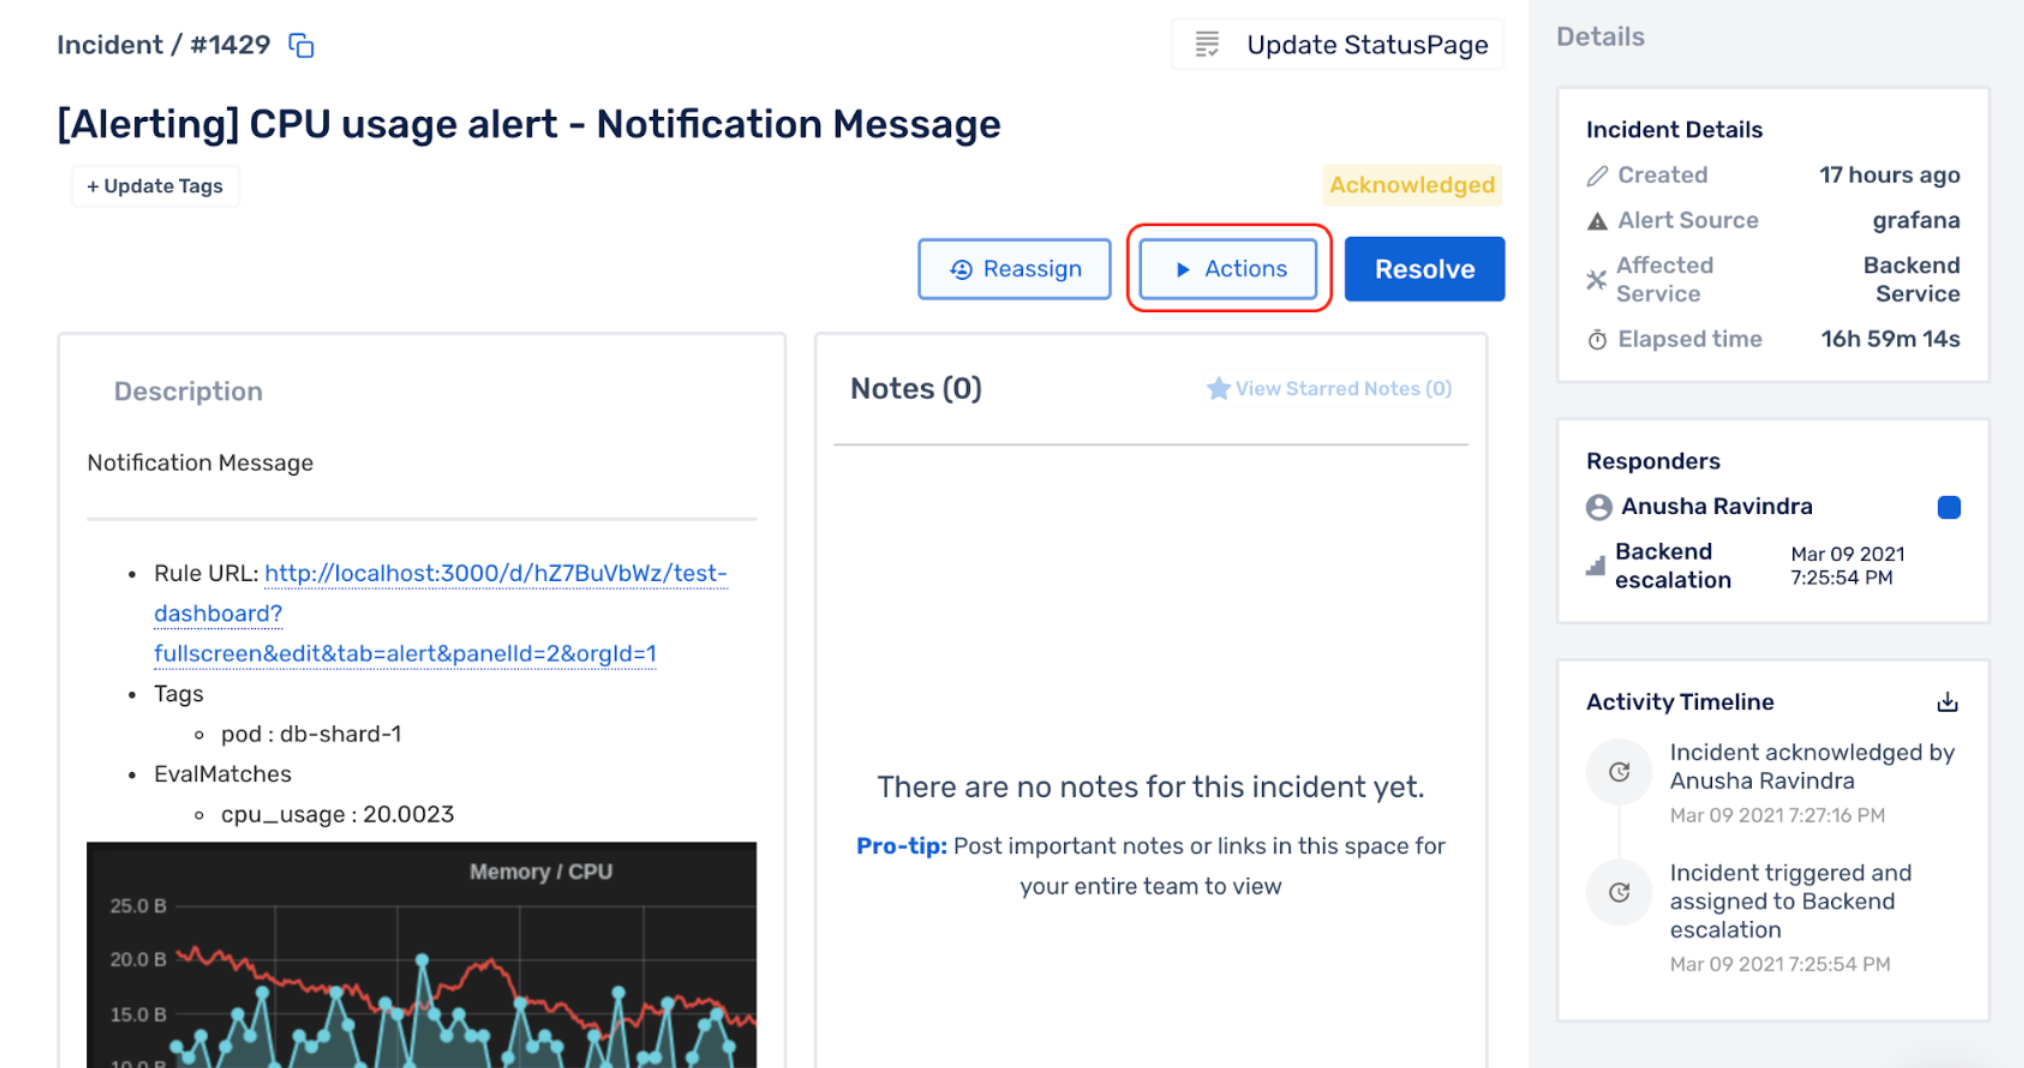 Incident / #1429
Update StatusPage
[Alerting] CPU usage alert - Notification Message
+ Update Tags
Acknowledged
Reassign
Actions
Resolve
Description
Notification Message
Rule URL: http://localhost:3000/d/hZ7BuVbWz/test-
dashboard?
fullscreen&edit&tab=alert&panelId=2&orgId=1
Tags
pod : db-shard-1
EvalMatches
cpu_usage : 20.0023
Memory / CPU
25.0 B
20.0 B
15.0 B
10.0 B
Notes (0)
View Starred Notes (0)
There are no notes for this incident yet.
Pro-tip: Post important notes or links in this space for
your entire team to view
Details
Incident Details
Created 17 hours ago
Alert Source grafana
Affected Backend
Service Service
Elapsed time 16h 59m 14s
Responders
Anusha Ravindra
Backend Mar 09 2021
escalation 7:25:54 PM
Activity Timeline
Incident acknowledged by
Anusha Ravindra
Mar 09 2021 7:27:16 PM
Incident triggered and
assigned to Backend
escalation
Mar 09 2021 7:25:54 PM